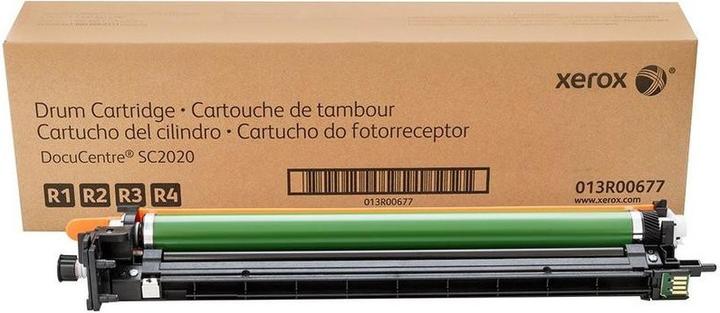 xerox
Drum Cartridge • Cartouche de tambour
Cartucho del cilindro • Cartucho do fotorreceptor
DocuCentre® SC2020
R1 R2 R3 R4
013R00677
013R00677
www.xerox.com